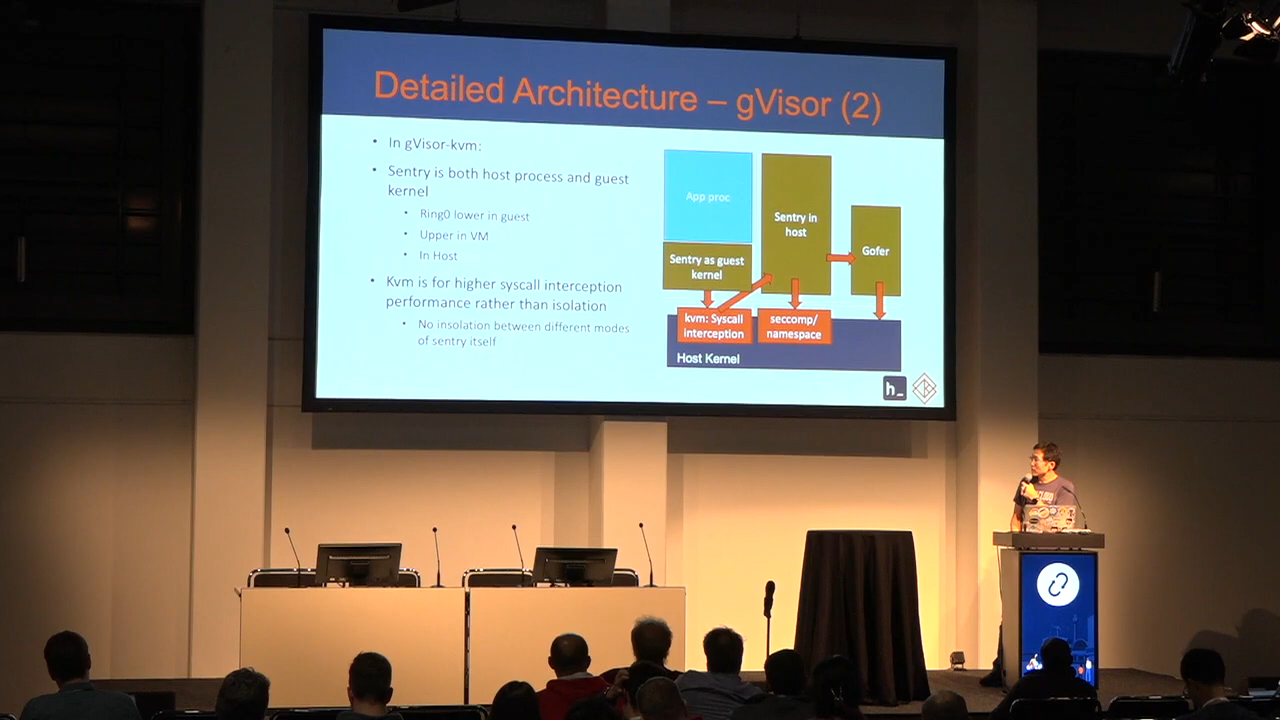 Detailed Architecture – gVisor (2)
• In gVisor-kvm:
• Sentry is both host process and guest
kernel
• Ring0 lower in guest
• Upper in VM
• In Host
• Kvm is for higher syscall interception
performance rather than isolation
• No insolation between different modes
of sentry itself
App proc
Sentry as guest
kernel
Sentry in
host
Gofer
kvm: Syscall
interception
seccomp/
namespace
Host Kernel
h_